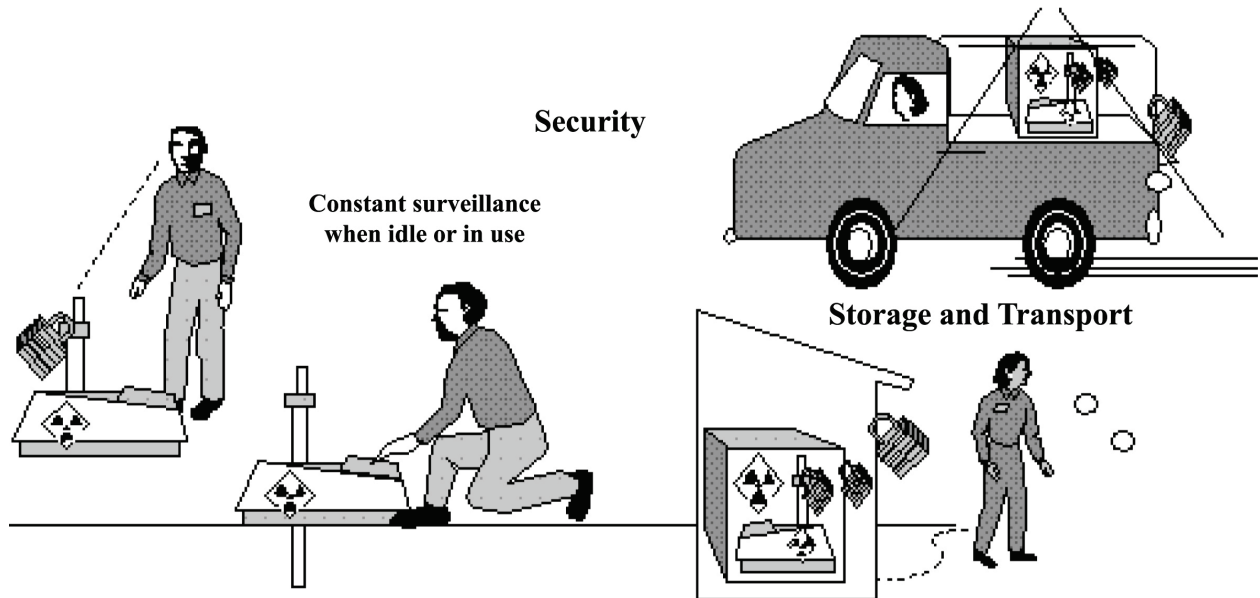 Security
Constant surveillance
when idle or in use
Storage and Transport